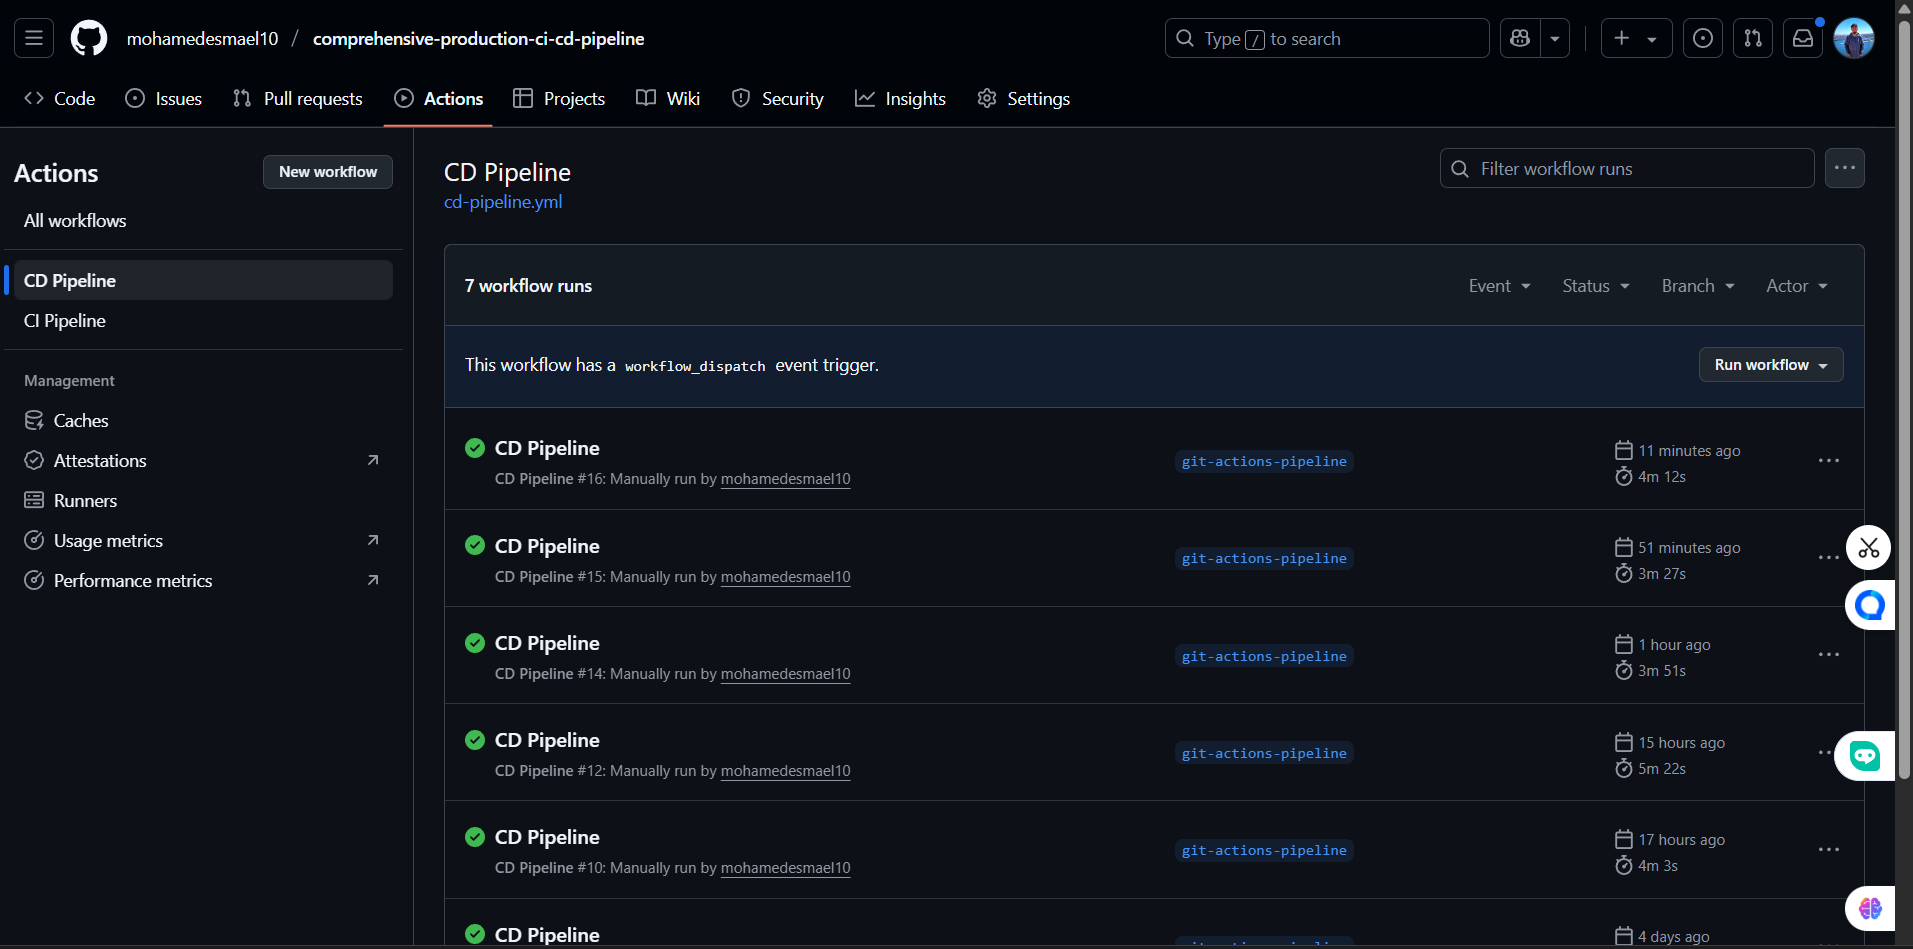 mohamedesmael10 / comprehensive-production-ci-cd-pipeline
Type / to search
Code
Issues
Pull requests
Actions
Projects
Wiki
Security
Insights
Settings
Actions
New workflow
All workflows
CD Pipeline
CI Pipeline
Management
Caches
Attestations
Runners
Usage metrics
Performance metrics
CD Pipeline
cd-pipeline.yml
Filter workflow runs
7 workflow runs
Event
Status
Branch
Actor
This workflow has a workflow_dispatch event trigger.
Run workflow
CD Pipeline
CD Pipeline #16: Manually run by mohamedesmael10
git-actions-pipeline
11 minutes ago
4m 12s
CD Pipeline
CD Pipeline #15: Manually run by mohamedesmael10
git-actions-pipeline
51 minutes ago
3m 27s
CD Pipeline
CD Pipeline #14: Manually run by mohamedesmael10
git-actions-pipeline
1 hour ago
3m 51s
CD Pipeline
CD Pipeline #12: Manually run by mohamedesmael10
git-actions-pipeline
15 hours ago
5m 22s
CD Pipeline
CD Pipeline #10: Manually run by mohamedesmael10
git-actions-pipeline
17 hours ago
4m 3s
CD Pipeline
4 days ago